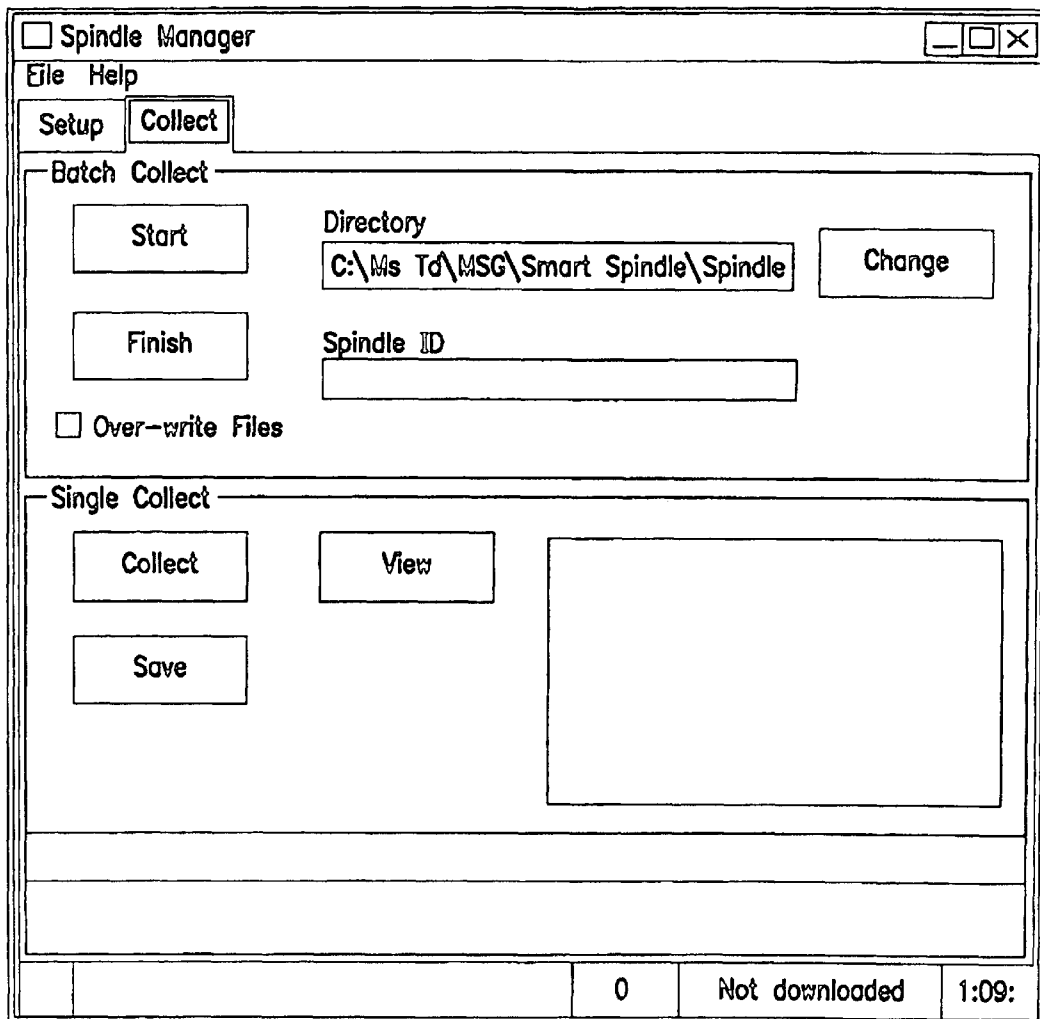 Spindle Manager
File Help
Setup Collect
Batch Collect
Start
Directory
C:\Ms Td\MSG\Smart Spindle\Spindle
Change
Finish
Spindle ID
Over-write Files
Single Collect
Collect
View
Save
0 Not downloaded 1:09: